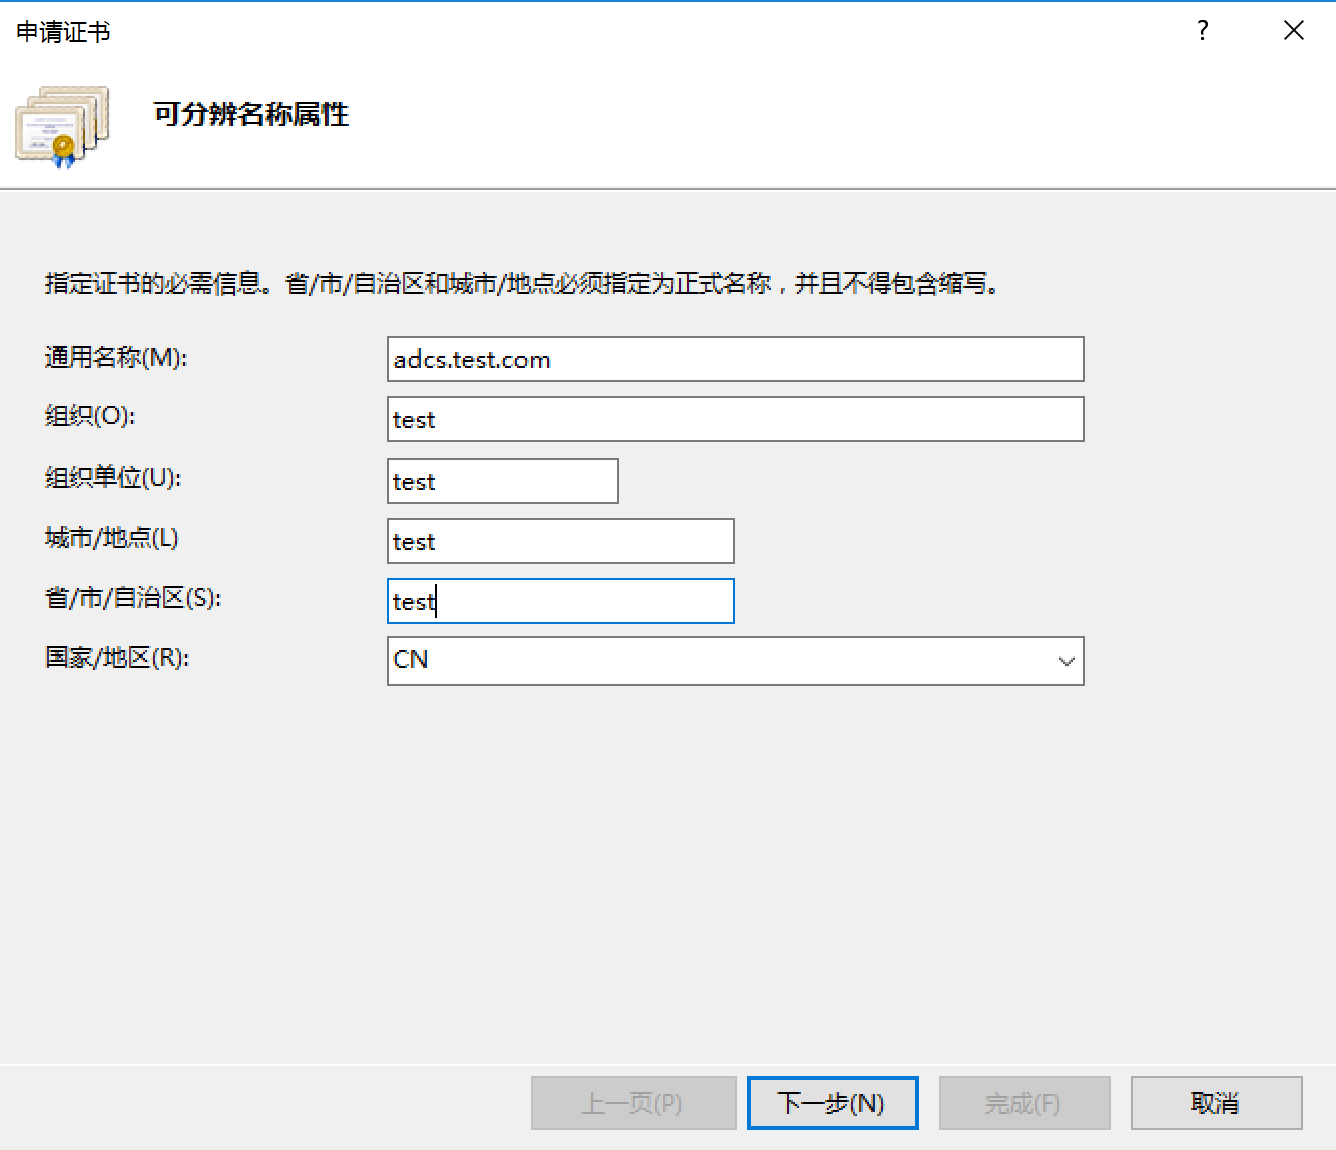 申请证书
?
可分辨名称属性
指定证书的必需信息。省/市/自治区和城市/地点必须指定为正式名称，并且不得包含缩写。
通用名称(M): adcs.test.com
组织(O): test
组织单位(U): test
城市/地点(L) test
省/市/自治区(S): test
国家/地区(R): CN
上一页(P) 下一步(N) 完成(F) 取消